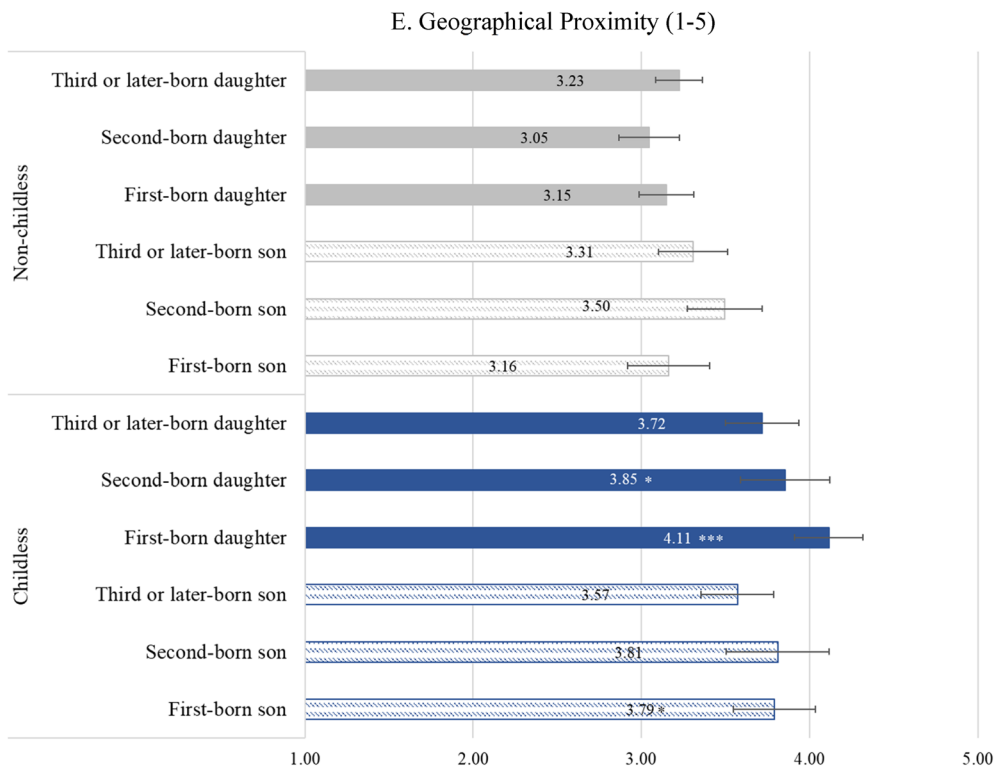 E. Geographical Proximity (1-5)
Non-childless
Third or later-born daughter 3.23
Second-born daughter 3.05
First-born daughter 3.15
Third or later-born son 3.31
Second-born son 3.50
First-born son 3.16
Childless
Third or later-born daughter 3.72
Second-born daughter 3.85 *
First-born daughter 4.11 ***
Third or later-born son 3.57
Second-born son 3.81
First-born son 3.79 *
1.00 2.00 3.00 4.00 5.00